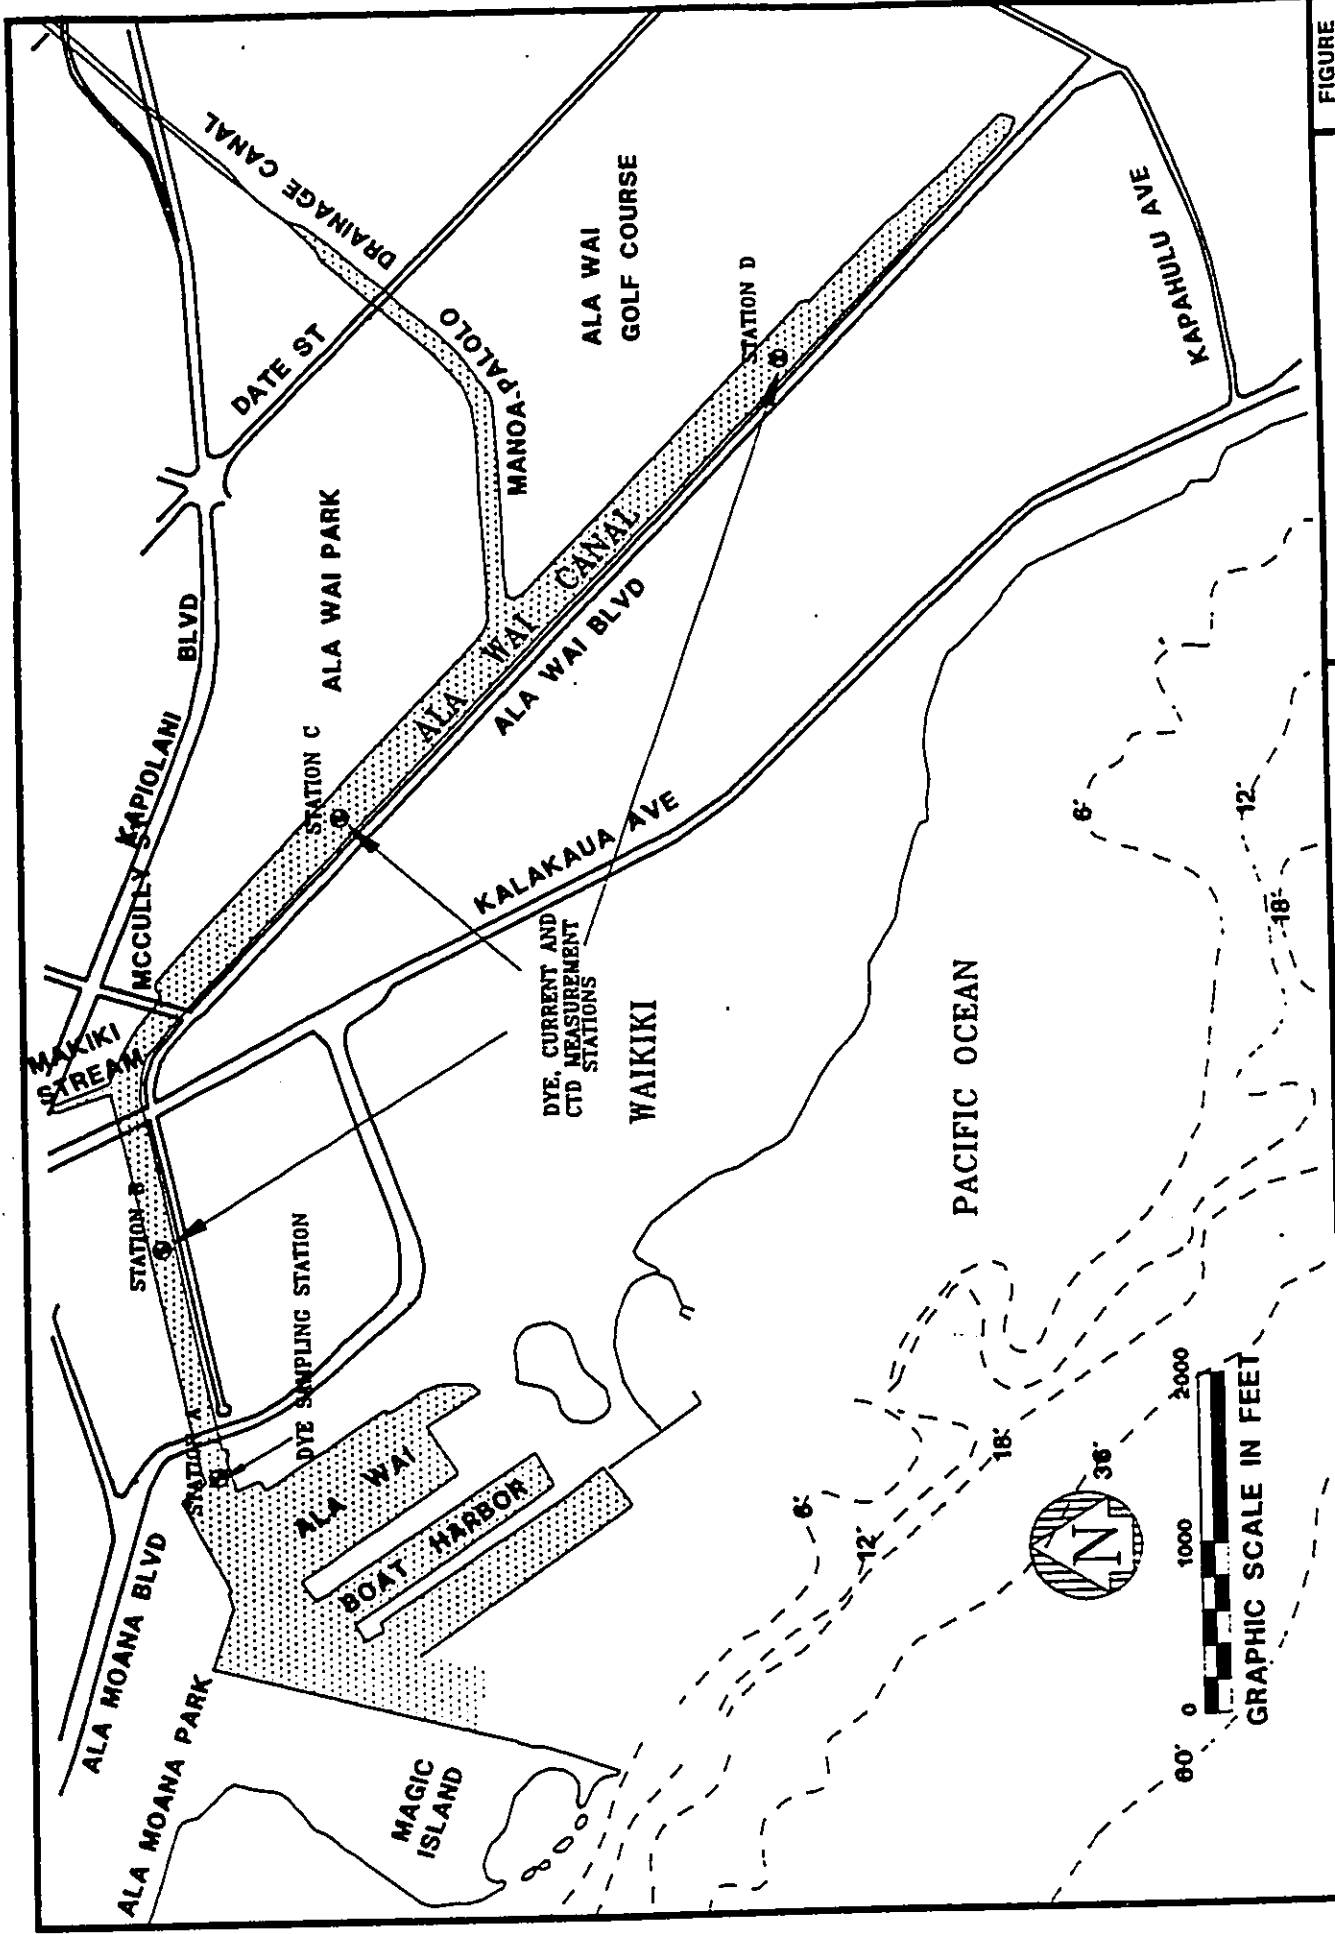 FIGURE
MAKIKI
STREAM
MCCULLY ST
KAPIOLANI
BLVD
DATE ST
MANOA-PALOLO
DRAINAGE CANAL
ALA WAI PARK
ALA WAI
GOLF COURSE
STATION A
STATION B
STATION C
STATION D
ALA WAI CANAL
ALA WAI BLVD
KALAKAUA AVE
KAPAHULU AVE
DYE SAMPLING STATION
DYE, CURRENT AND
CTD MEASUREMENT
STATIONS
WAIKIKI
ALA MOANA BLVD
ALA MOANA PARK
MAGIC
ISLAND
ALA WAI
BOAT HARBOR
PACIFIC OCEAN
6'
12'
18'
6'
12'
18'
36'
60'
N
0 1000 2000
GRAPHIC SCALE IN FEET